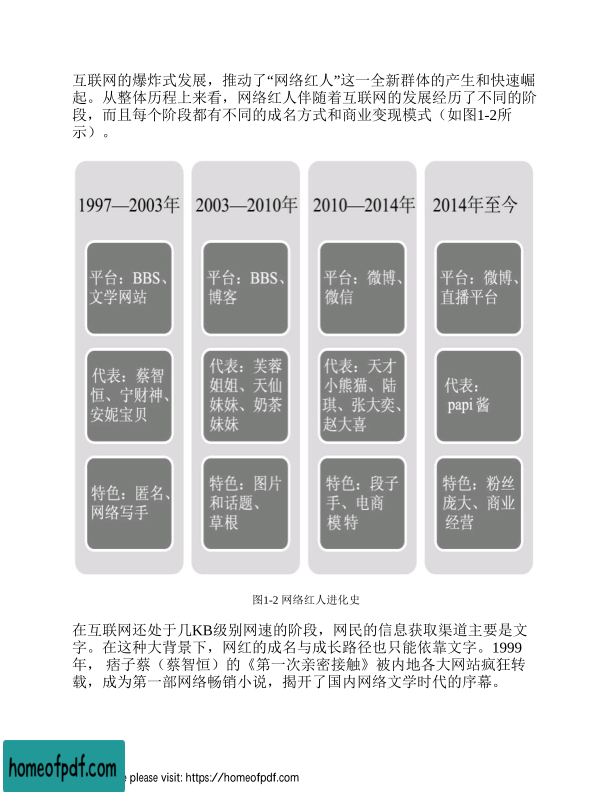 互联网的爆炸式发展，推动了“网络红人”这一全新群体的产生和快速崛
起。从整体历程上来看，网络红人伴随着互联网的发展经历了不同的阶
段，而且每个阶段都有不同的成名方式和商业变现模式（如图1-2所
示）。
1997—2003年
平台：BBS、
文学网站
代表：蔡智
恒、宁财神、
安妮宝贝
特色：匿名、
网络写手
2003—2010年
平台：BBS、
博客
代表：芙蓉
姐姐、天仙
妹妹、奶茶
妹妹
特色：图片
和话题、
草根
2010—2014年
平台：微博、
微信
代表：天才
小熊猫、陆
琪、张大奕、
赵大喜
特色：段子
手、电商
模特
2014年至今
平台：微博、
直播平台
代表：
papi 酱
特色：粉丝
庞大、商业
经营
图1-2 网络红人进化史
在互联网还处于几KB级别网速的阶段，网民的信息获取渠道主要是文
字。在这种大背景下，网红的成名与成长路径也只能依靠文字。1999
年， 痞子蔡（蔡智恒）的《第一次亲密接触》被内地各大网站疯狂转
载，成为第一部网络畅销小说，揭开了国内网络文学时代的序幕。
homeofpdf.com
please visit: https://homeofpdf.com